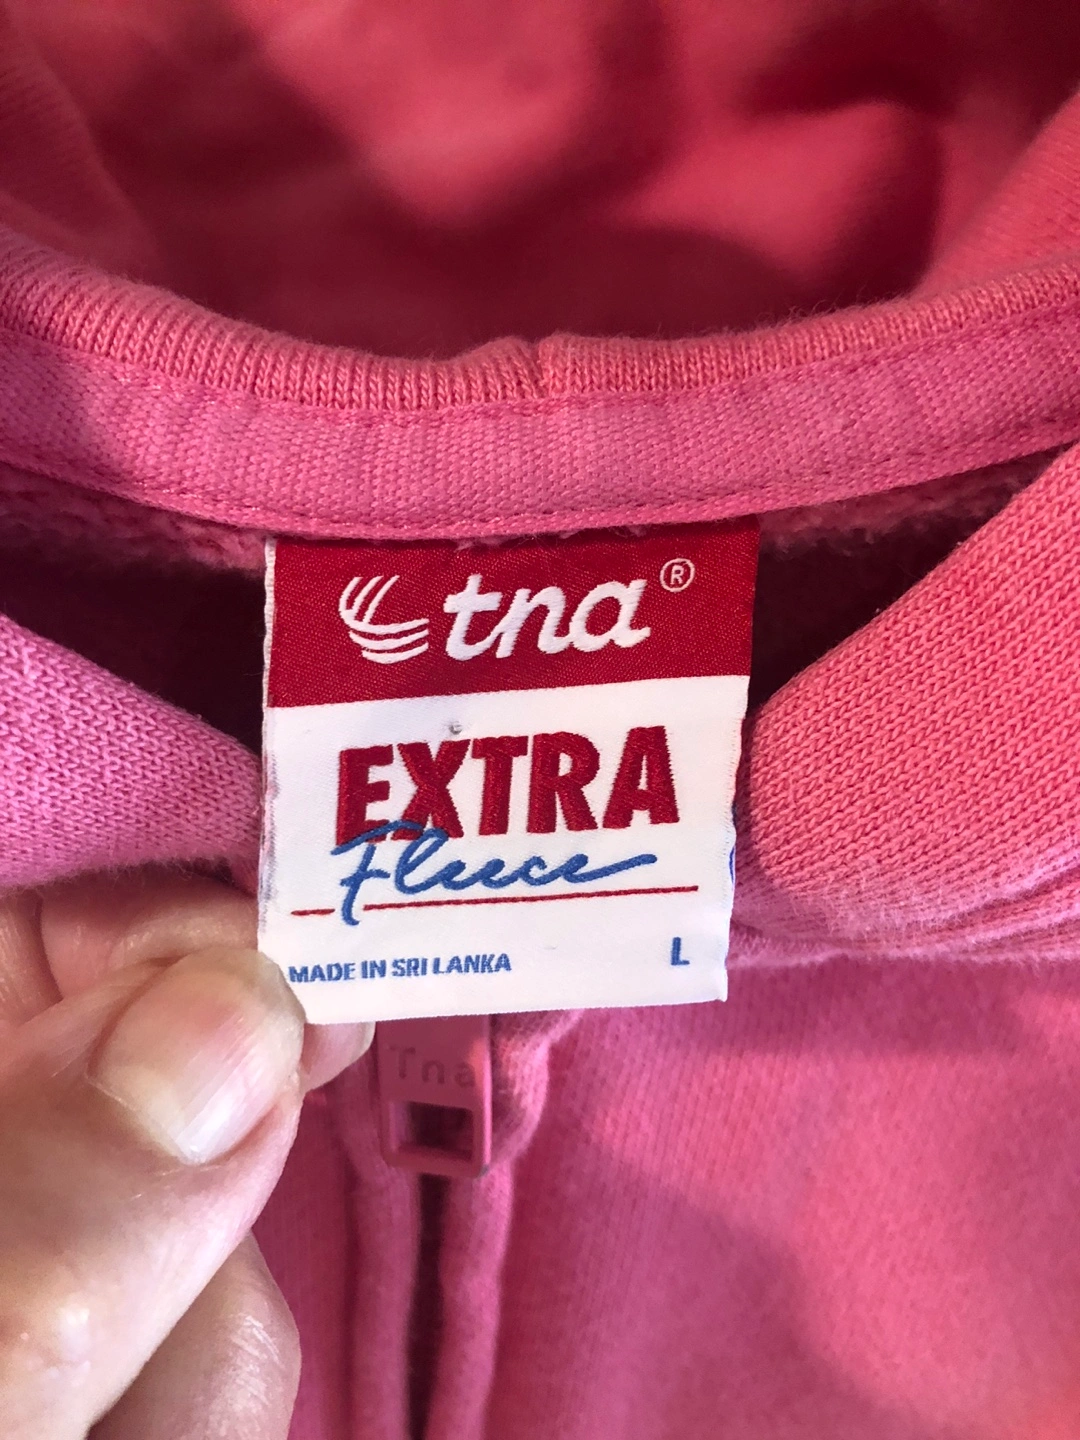 tna®
EXTRA
Fleece
MADE IN SRI LANKA
L
Tna